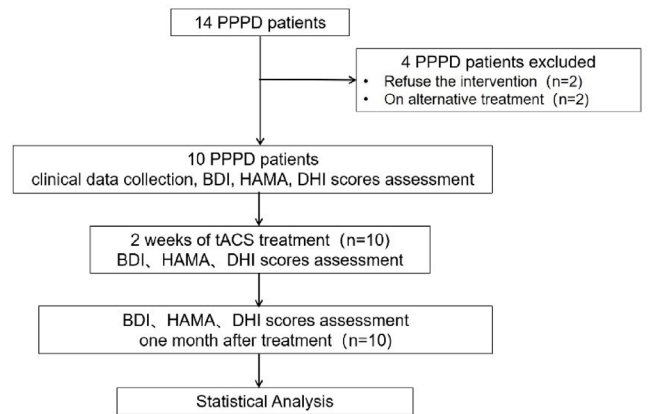 14 PPPD patients
4 PPPD patients excluded
• Refuse the intervention（n=2）
• On alternative treatment（n=2）
10 PPPD patients
clinical data collection, BDI, HAMA, DHI scores assessment
2 weeks of tACS treatment（n=10）
BDI、HAMA、DHI scores assessment
BDI、HAMA、DHI scores assessment
one month after treatment（n=10）
Statistical Analysis